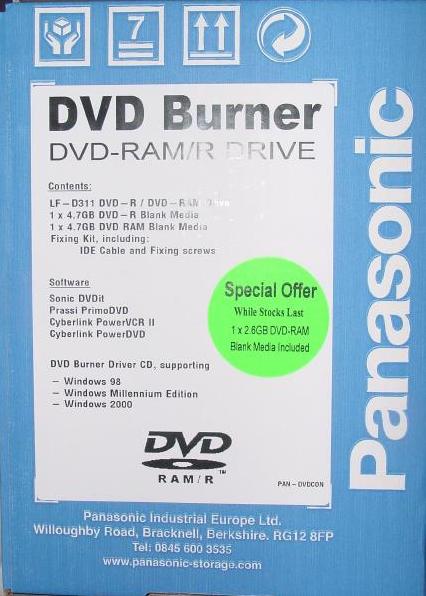 7
DVD Burner
DVD-RAM/R DRIVE
Contents:
LF – D311 DVD – R / DVD – RAM Drive
1 x 4.7GB DVD – R Blank Media
1 x 4.7GB DVD RAM Blank Media
Fixing Kit, including:
IDE Cable and Fixing screws
Software
Sonic DVDit
Prassi PrimoDVD
Cyberlink PowerVCR II
Cyberlink PowerDVD
DVD Burner Driver CD, supporting
– Windows 98
– Windows Millennium Edition
– Windows 2000
Special Offer
While Stocks Last
1 x 2.6GB DVD-RAM
Blank Media Included
DVD
RAM/R
PAN – DVDCON
Panasonic
Panasonic Industrial Europe Ltd.
Willoughby Road, Bracknell, Berkshire. RG12 8FP
Tel: 0845 600 3535
www.panasonic-storage.com